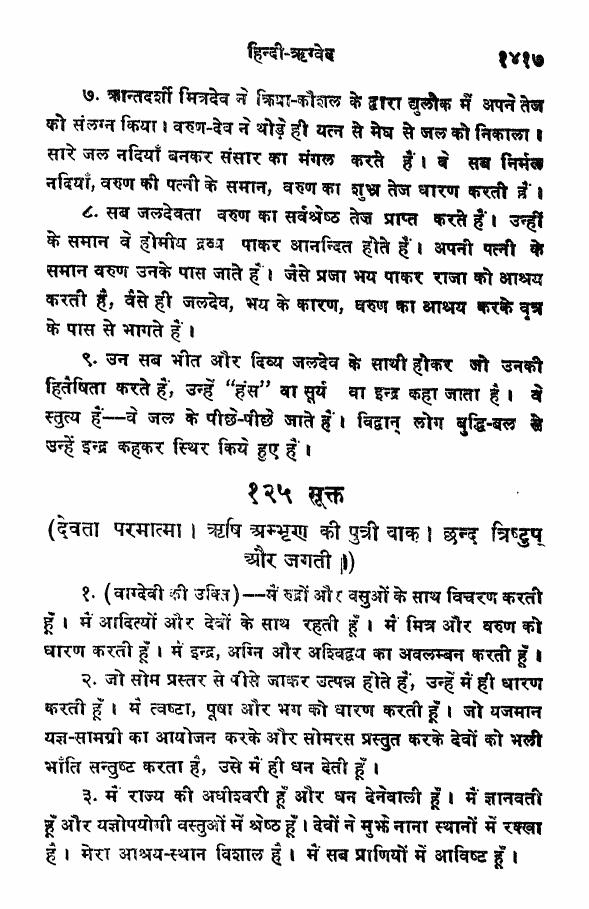 हिन्दी-ऋग्वेद १४१७
७. क्रान्तदर्शी मित्रदेव ने क्रिया-कौशल के द्वारा द्युलोक में अपने तेज
को संलग्न किया। वरुण-देव ने थोड़े ही यत्न से मेघ से जल को निकाला।
सारे जल नदियाँ बनकर संसार का मंगल करते हैं। वे सब निर्मल
नदियाँ, वरुण की पत्नी के समान, वरुण का शुभ्र तेज धारण करती हैं।
८. सब जलदेवता वरुण का सर्वश्रेष्ठ तेज प्राप्त करते हैं। उन्हीं
के समान वे होमीय द्रव्य पाकर आनन्दित होते हैं। अपनी पत्नी के
समान वरुण उनके पास जाते हैं। जैसे प्रजा भय पाकर राजा को आश्रय
करती है, वैसे ही जलदेव, भय के कारण, वरुण का आश्रय करके वृत्र
के पास से भागते हैं।
९. उन सब भीत और दिव्य जलदेव के साथी होकर जो उनकी
हितैषिता करते हैं, उन्हें “हंस” वा सूर्य वा इन्द्र कहा जाता है। वे
स्तुत्य हैं——वे जल के पीछे-पीछे जाते हैं। विद्वान् लोग बुद्धि-बल से
उन्हें इन्द्र कहकर स्थिर किये हुए हैं।
१२५ सूक्त
(देवता परमात्मा। ऋषि अम्भृण की पुत्री वाक्। छन्द त्रिष्टुप्
और जगती।)
१. (वाग्देवी की उक्ति)——मैं रुद्रों और वसुओं के साथ विचरण करती
हूँ। मैं आदित्यों और देवों के साथ रहती हूँ। मैं मित्र और वरुण को
धारण करती हूँ। मैं इन्द्र, अग्नि और अश्विद्वय का अवलम्बन करती हूँ।
२. जो सोम प्रस्तर से पीसे जाकर उत्पन्न होते हैं, उन्हें मैं ही धारण
करती हूँ। मैं त्वष्टा, पूषा और भग को धारण करती हूँ। जो यजमान
यज्ञ-सामग्री का आयोजन करके और सोमरस प्रस्तुत करके देवों को भली
भाँति सन्तुष्ट करता है, उसे मैं ही धन देती हूँ।
३. मैं राज्य की अधीश्वरी हूँ और धन देनेवाली हूँ। मैं ज्ञानवती
हूँ और यज्ञोपयोगी वस्तुओं में श्रेष्ठ हूँ। देवों ने मुझे नाना स्थानों में रक्खा
है। मेरा आश्रय-स्थान विशाल है। मैं सब प्राणियों में आविष्ट हूँ।